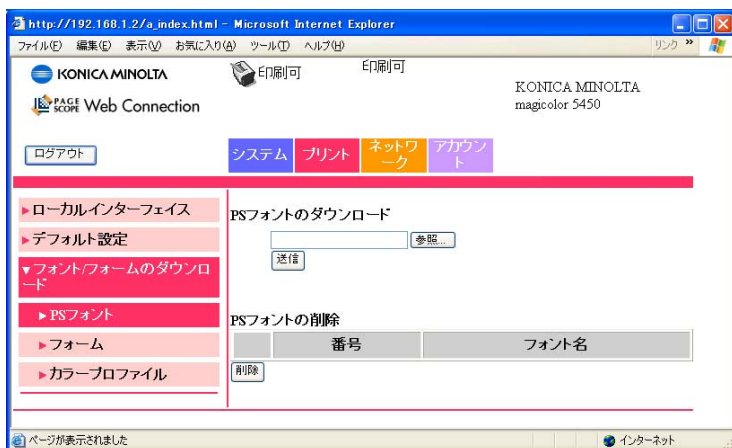 http://192.168.1.2/a_index.html - Microsoft Internet Explorer
ファイル(F) 編集(E) 表示(V) お気に入り(A) ツール(T) ヘルプ(H) リンク »
KONICA MINOLTA
印刷可
印刷可
KONICA MINOLTA
magicolor 5450
PAGE SCOPE Web Connection
ログアウト
システム
プリント
ネットワ
ーク
アカウン
ト
ローカルインターフェイス
デフォルト設定
フォント/フォームのダウンロ
ード
PSフォント
フォーム
カラープロファイル
PSフォントのダウンロード
参照...
送信
PSフォントの削除
番号 フォント名
削除
ページが表示されました インターネット